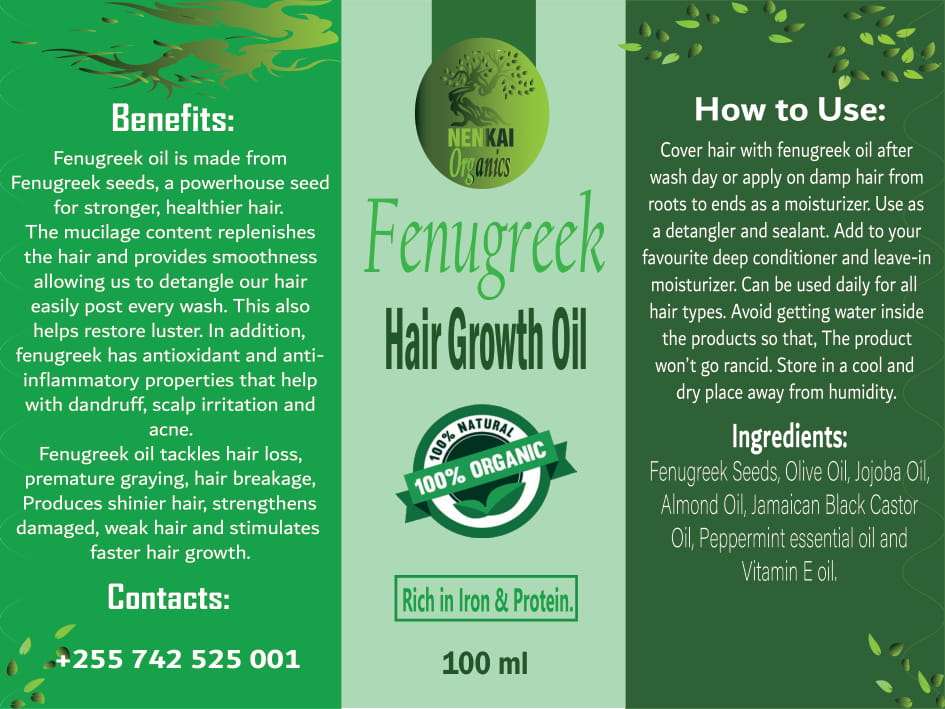 Benefits:
Fenugreek oil is made from
Fenugreek seeds, a powerhouse seed
for stronger, healthier hair.
The mucilage content replenishes
the hair and provides smoothness
allowing us to detangle our hair
easily post every wash. This also
helps restore luster. In addition,
fenugreek has antioxidant and anti-
inflammatory properties that help
with dandruff, scalp irritation and
acne.
Fenugreek oil tackles hair loss,
premature graying, hair breakage,
Produces shinier hair, strengthens
damaged, weak hair and stimulates
faster hair growth.
Contacts:
+255 742 525 001
NENKAI
Organics
Fenugreek
Hair Growth Oil
100% NATURAL
100% ORGANIC
Rich in Iron & Protein.
100 ml
How to Use:
Cover hair with fenugreek oil after
wash day or apply on damp hair from
roots to ends as a moisturizer. Use as
a detangler and sealant. Add to your
favourite deep conditioner and leave-in
moisturizer. Can be used daily for all
hair types. Avoid getting water inside
the products so that, The product
won't go rancid. Store in a cool and
dry place away from humidity.
Ingredients:
Fenugreek Seeds, Olive Oil, Jojoba Oil,
Almond Oil, Jamaican Black Castor
Oil, Peppermint essential oil and
Vitamin E oil.